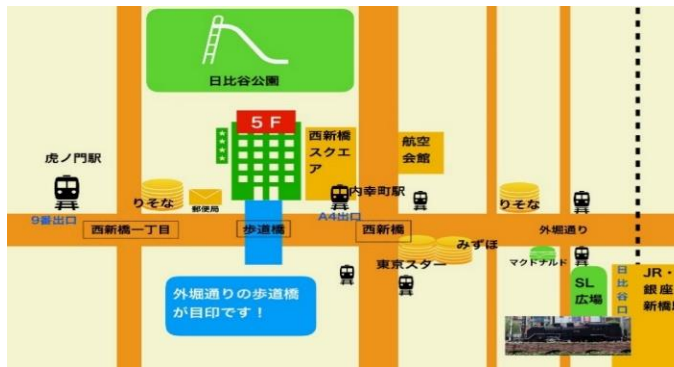 日比谷公園
5F
西新橋
スクエ
ア
航空
会館
虎ノ門駅
りそな
郵便局
内幸町駅
りそな
9番出口
A4出口
西新橋一丁目
歩道橋
西新橋
外堀通り
みずほ
東京スター
マクドナルド
外堀通りの歩道橋
が目印です！
SL
広場
日比谷口
JR・
銀座
新橋